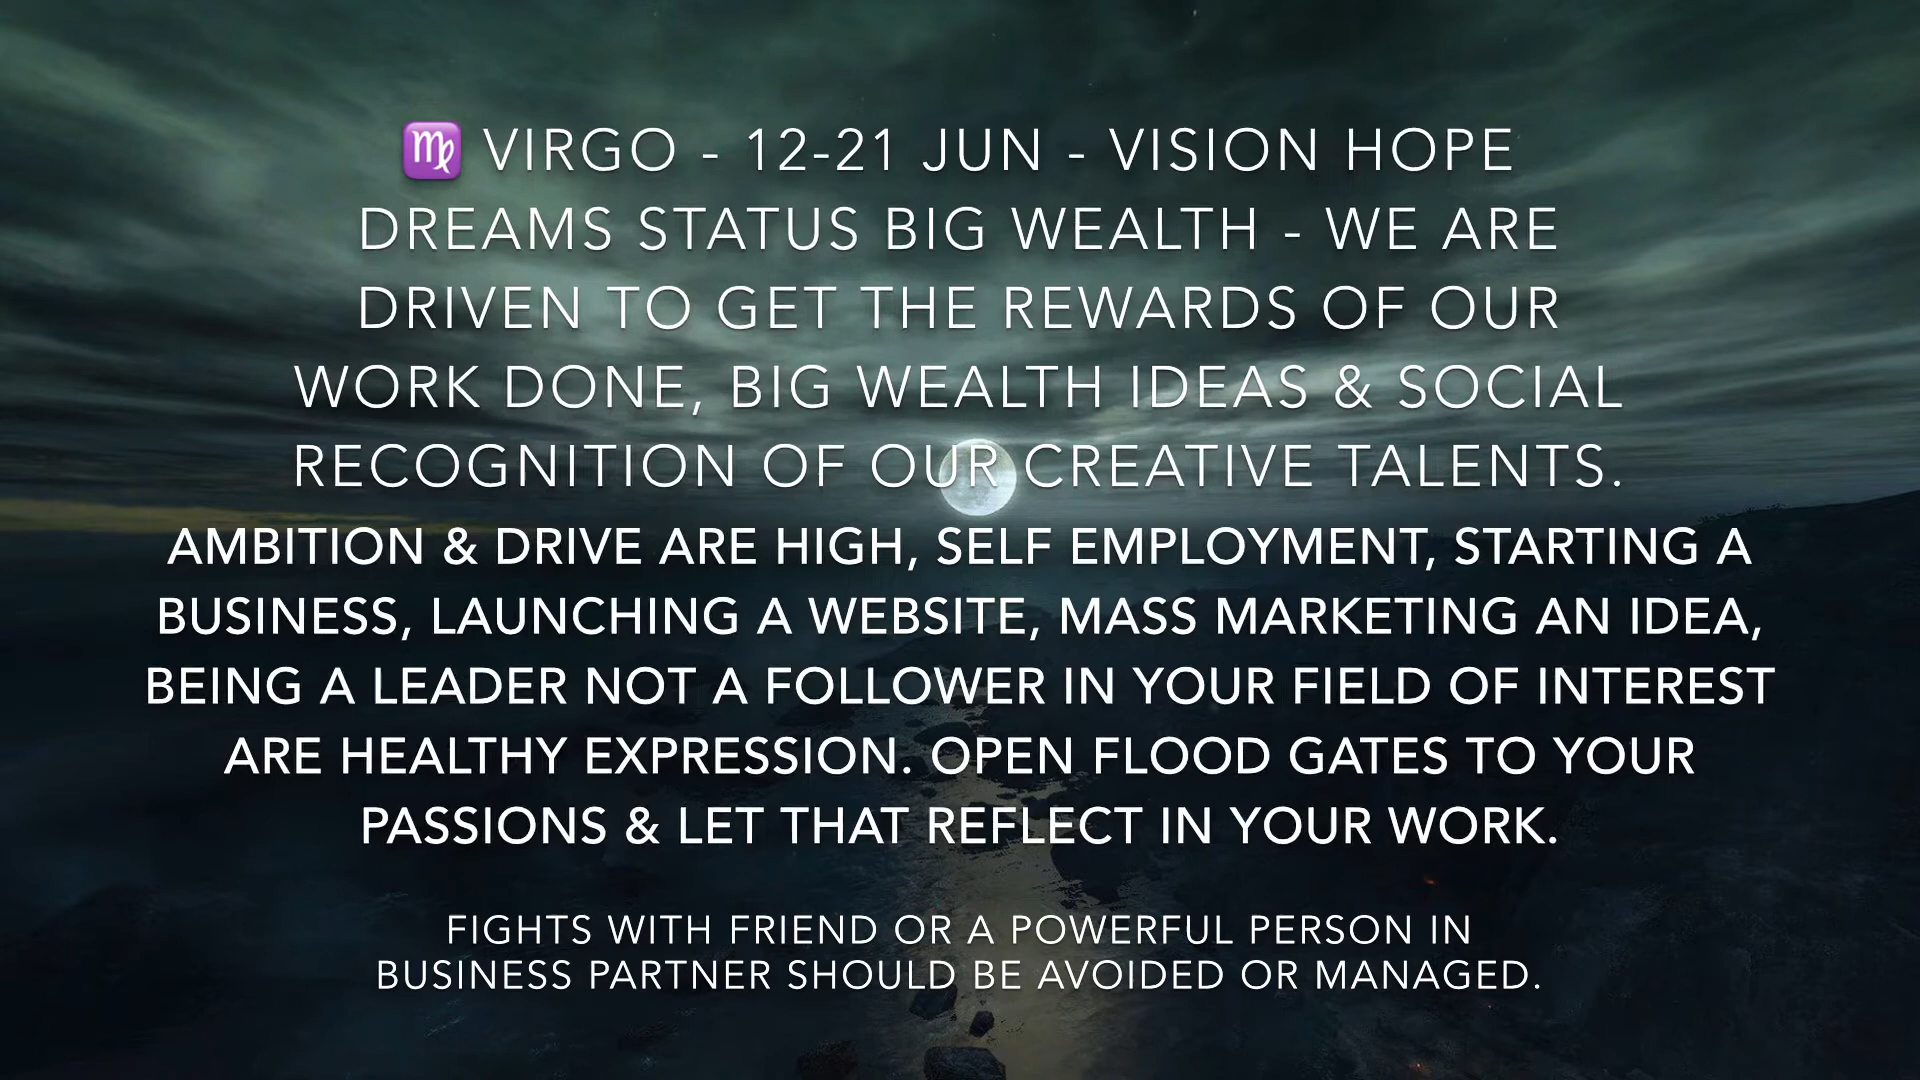 ♍ VIRGO - 12-21 JUN - VISION HOPE
DREAMS STATUS BIG WEALTH - WE ARE
DRIVEN TO GET THE REWARDS OF OUR
WORK DONE, BIG WEALTH IDEAS & SOCIAL
RECOGNITION OF OUR CREATIVE TALENTS.
AMBITION & DRIVE ARE HIGH, SELF EMPLOYMENT, STARTING A
BUSINESS, LAUNCHING A WEBSITE, MASS MARKETING AN IDEA,
BEING A LEADER NOT A FOLLOWER IN YOUR FIELD OF INTEREST
ARE HEALTHY EXPRESSION. OPEN FLOOD GATES TO YOUR
PASSIONS & LET THAT REFLECT IN YOUR WORK.
FIGHTS WITH FRIEND OR A POWERFUL PERSON IN
BUSINESS PARTNER SHOULD BE AVOIDED OR MANAGED.